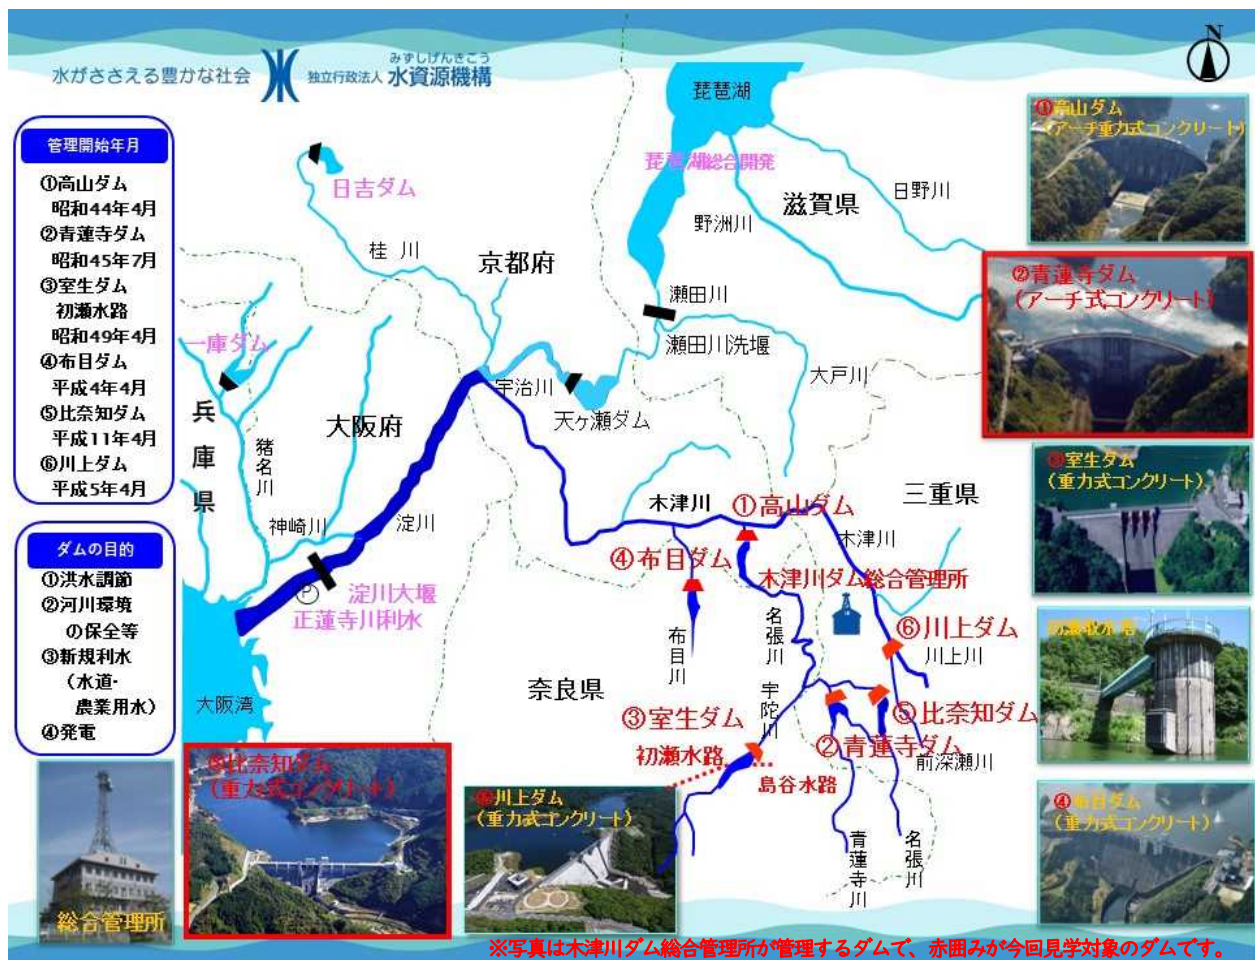 水がささえる豊かな社会
みずしげんきこう
独立行政法人 水資源機構
N
管理開始年月
①高山ダム
昭和44年4月
②青蓮寺ダム
昭和45年7月
③室生ダム
初瀬水路
昭和49年4月
④布目ダム
平成4年4月
⑤比奈知ダム
平成11年4月
⑥川上ダム
平成5年4月
ダムの目的
①洪水調節
②河川環境
の保全等
③新規利水
(水道・
農業用水)
④発電
総合管理所
琵琶湖
琵琶湖総合開発
日吉ダム
桂 川
京都府
滋賀県
日野川
野洲川
瀬田川
瀬田川洗堰
大戸川
一庫ダム
兵庫県
大阪府
猪名川
宇治川
天ヶ瀬ダム
神崎川
淀川
木津川
①高山ダム
三重県
木津川
④布目ダム
木津川ダム総合管理所
P
淀川大堰
正蓮寺川利水
布目川
名張川
⑥川上ダム
川上川
大阪湾
奈良県
宇陀川
③室生ダム
⑤比奈知ダム
②青蓮寺ダム
初瀬水路
前深瀬川
島谷水路
青蓮寺川
名張川
①高山ダム
(アーチ重力式コンクリート)
②青蓮寺ダム
(アーチ式コンクリート)
③室生ダム
(重力式コンクリート)
初瀬取水塔
④布目ダム
(重力式コンクリート)
⑤比奈知ダム
(重力式コンクリート)
⑥川上ダム
(重力式コンクリート)
※写真は木津川ダム総合管理所が管理するダムで、赤囲みが今回見学対象のダムです。